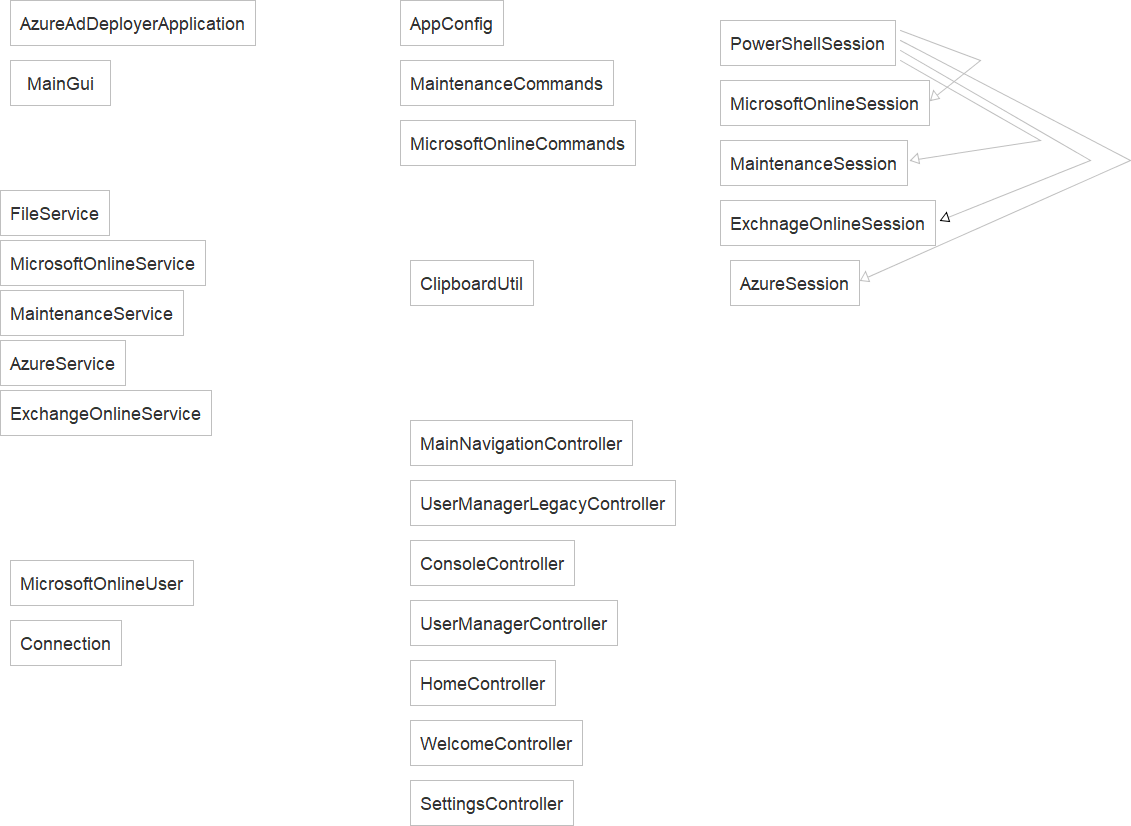 AzureAdDeployerApplication
MainGui
FileService
MicrosoftOnlineService
MaintenanceService
AzureService
ExchangeOnlineService
MicrosoftOnlineUser
Connection
AppConfig
MaintenanceCommands
MicrosoftOnlineCommands
ClipboardUtil
MainNavigationController
UserManagerLegacyController
ConsoleController
UserManagerController
HomeController
WelcomeController
SettingsController
PowerShellSession
MicrosoftOnlineSession
MaintenanceSession
ExchnageOnlineSession
AzureSession